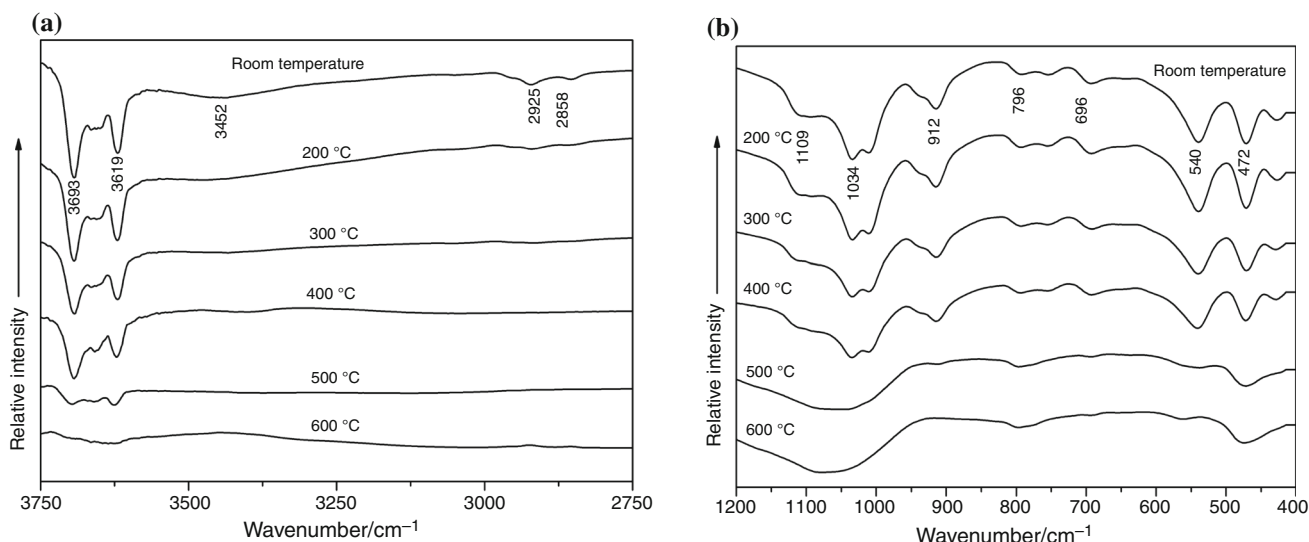 (a)
Room temperature
3452
2925
2858
3693
3619
200 °C
300 °C
400 °C
500 °C
600 °C
Relative intensity
3750
3500
3250
3000
2750
Wavenumber/cm⁻¹
(b)
Room temperature
796
696
912
200 °C
1109
1034
540
472
300 °C
400 °C
500 °C
600 °C
Relative intensity
1200
1100
1000
900
800
700
600
500
400
Wavenumber/cm⁻¹